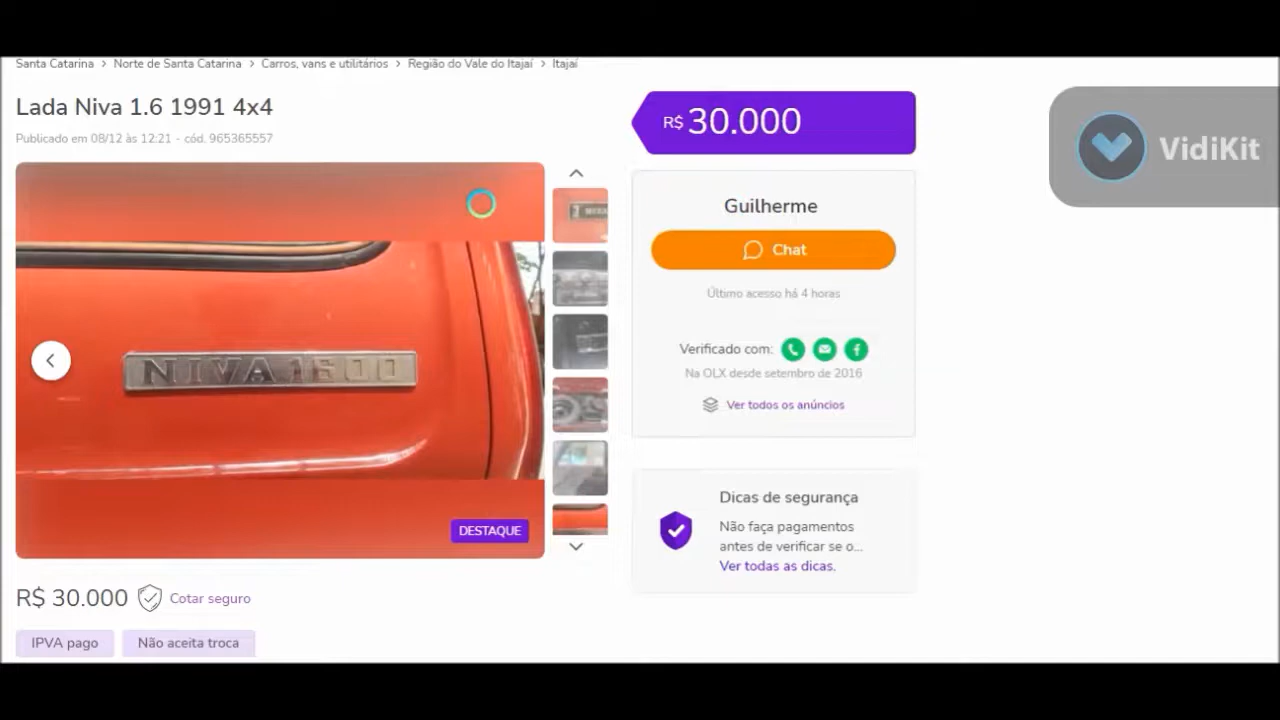 Santa Catarina > Norte de Santa Catarina > Carros, vans e utilitários > Região do Vale do Itajaí > Itajaí
Lada Niva 1.6 1991 4x4
Publicado em 08/12 às 12:21 - cód. 965365557
R$ 30.000
VidiKit
NIVA 1600
DESTAQUE
Guilherme
Chat
Último acesso há 4 horas
Verificado com:
Na OLX desde setembro de 2016
Ver todos os anúncios
Dicas de segurança
Não faça pagamentos
antes de verificar se o...
Ver todas as dicas.
R$ 30.000 Cotar seguro
IPVA pago Não aceita troca